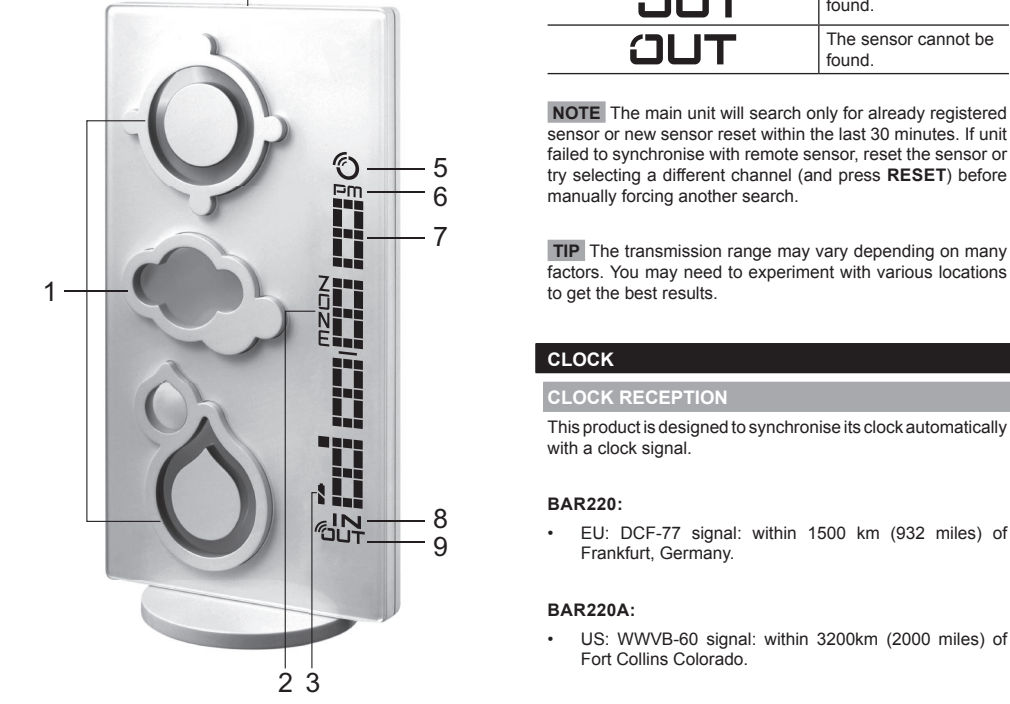 5
PM
6
7
1
ZONE
IN
8
OUT
9
2 3
OUT
found.
OUT
The sensor cannot be
found.
NOTE The main unit will search only for already registered
sensor or new sensor reset within the last 30 minutes. If unit
failed to synchronise with remote sensor, reset the sensor or
try selecting a different channel (and press RESET) before
manually forcing another search.
TIP The transmission range may vary depending on many
factors. You may need to experiment with various locations
to get the best results.
CLOCK
CLOCK RECEPTION
This product is designed to synchronise its clock automatically
with a clock signal.
BAR220:
• EU: DCF-77 signal: within 1500 km (932 miles) of
Frankfurt, Germany.
BAR220A:
• US: WWVB-60 signal: within 3200km (2000 miles) of
Fort Collins Colorado.